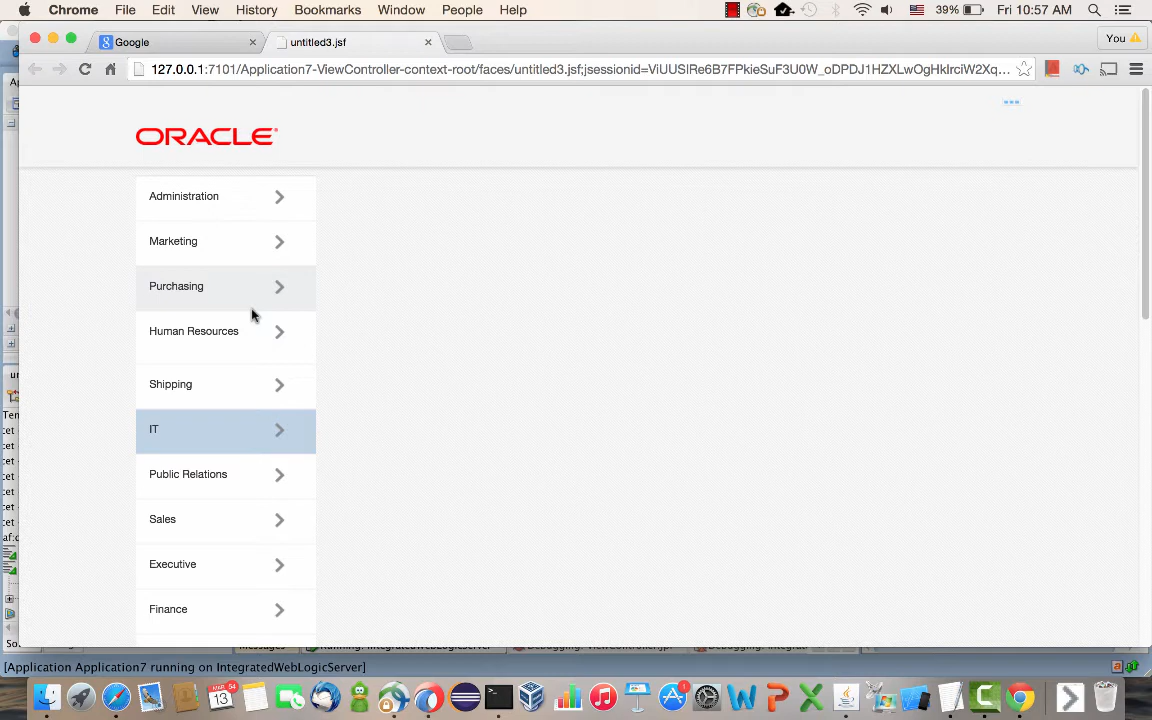 Chrome File Edit View History Bookmarks Window People Help 39% Fri 10:57 AM
Google untitled3.jsf You
127.0.0.1:7101/Application7-ViewController-context-root/faces/untitled3.jsf;jsessionid=ViUUSIRe6B7FPkieSuF3U0W_oDPDJ1HZXLwOgHkIrciW2Xq...
ORACLE
Administration
Marketing
Purchasing
Human Resources
Shipping
IT
Public Relations
Sales
Executive
Finance
[Application Application7 running on IntegratedWebLogicServer]